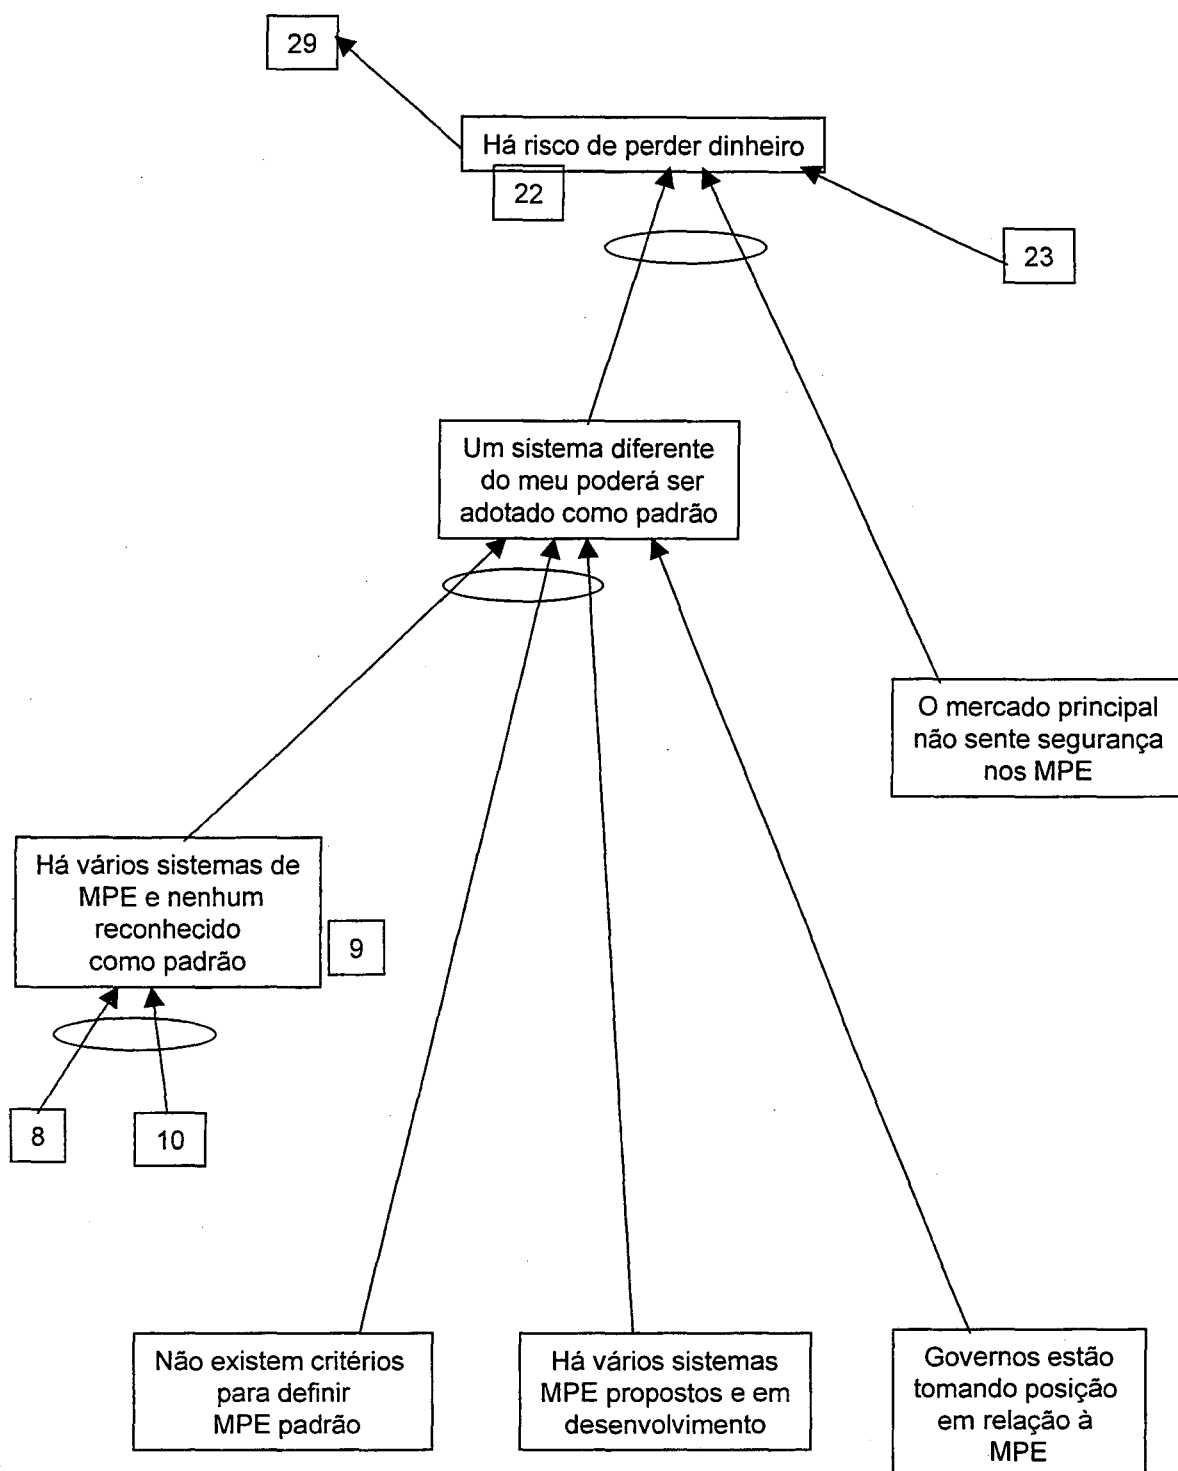 29
Há risco de perder dinheiro
22
23
Um sistema diferente
do meu poderá ser
adotado como padrão
O mercado principal
não sente segurança
nos MPE
Há vários sistemas de
MPE e nenhum
reconhecido
como padrão
9
8
10
Não existem critérios
para definir
MPE padrão
Há vários sistemas
MPE propostos e em
desenvolvimento
Governos estão
tomando posição
em relação à
MPE